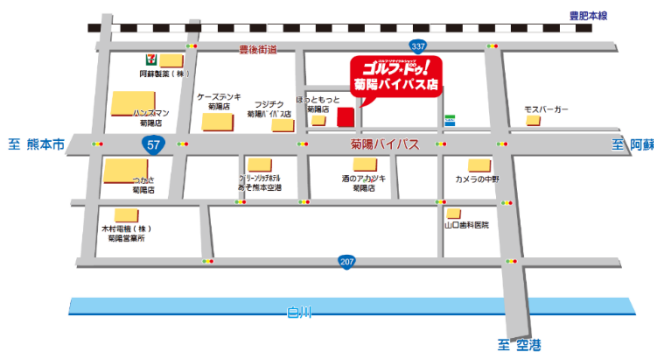 豊肥本線
豊後街道
337
7
阿蘇製薬(株)
ゴルフ・ドゥ!
菊陽バイパス店
ハンズマン
菊陽店
ケーズデンキ
菊陽店
フジチク
菊陽バイパス店
ほっともっと
菊陽店
モスバーガー
至 熊本市
57
菊陽バイパス
至 阿蘇
つかさ
菊陽店
グリーンリッチホテル
あそ熊本空港
酒のアカツキ
菊陽店
カメラの中野
木村電機(株)
菊陽営業所
山口歯科医院
207
白川
至 空港